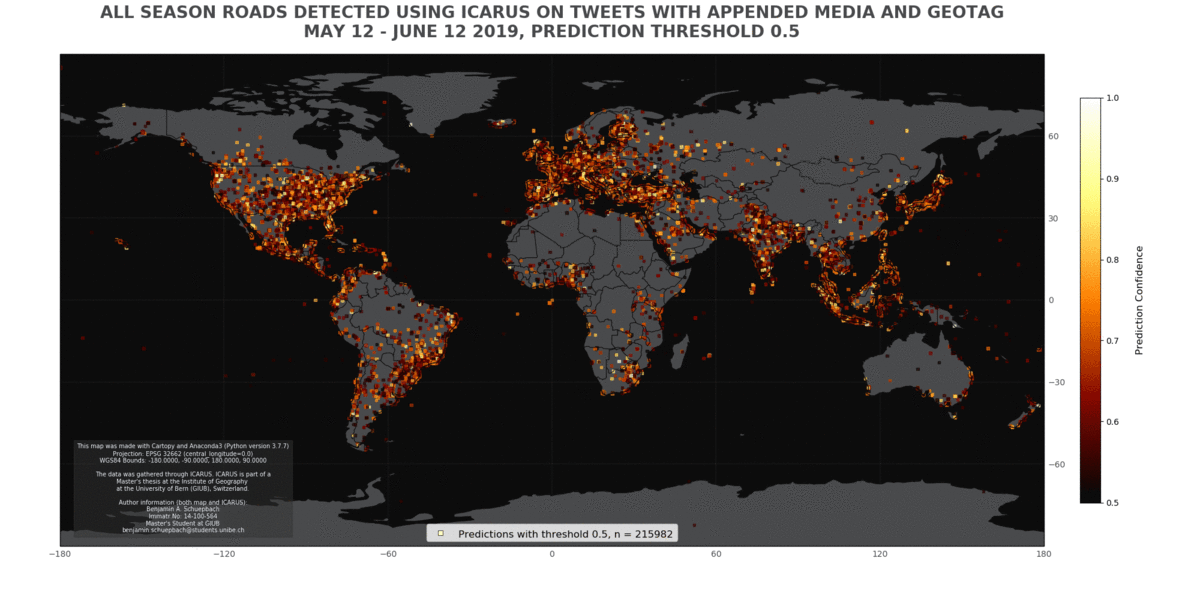 ALL SEASON ROADS DETECTED USING ICARUS ON TWEETS WITH APPENDED MEDIA AND GEOTAG
MAY 12 - JUNE 12 2019, PREDICTION THRESHOLD 0.5
1.0
0.9
0.8
0.7
0.6
0.5
Prediction Confidence
60
30
0
−30
−60
This map was made with Cartopy and Anaconda3 (Python version 3.7.7)
Projection: EPSG 32662 (central_longitude=0.0)
WGS84 Bounds: -180.0000, -90.0000, 180.0000, 90.0000
The data was gathered through ICARUS. ICARUS is part of a
Master's thesis at the Institute of Geography
at the University of Bern (GIUB), Switzerland.
Author information (both map and ICARUS):
Benjamin A. Schuepbach
Immatr.No: 14-100-564
Master's Student at GIUB
benjamin.schuepbach@students.unibe.ch
Predictions with threshold 0.5, n = 215982
−180
−120
−60
0
60
120
180